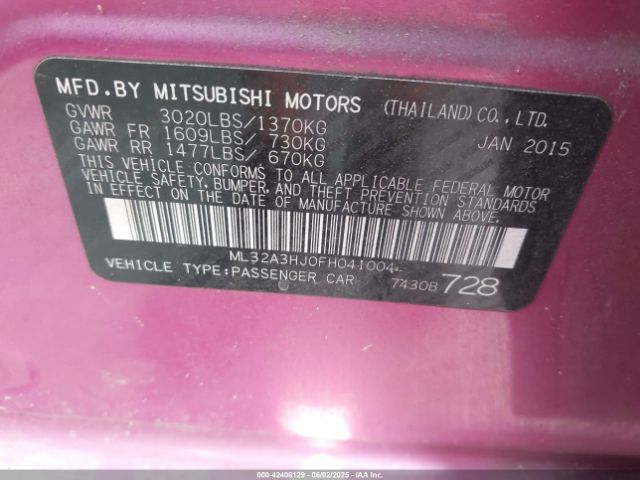 MFD.BY MITSUBISHI MOTORS (THAILAND)CO.,LTD.
GVWR 3020LBS/1370KG JAN 2015
GAWR FR 1609LBS/ 730KG
GAWR RR 1477LBS/ 670KG
THIS VEHICLE CONFORMS TO ALL APPLICABLE FEDERAL MOTOR
VEHICLE SAFETY, BUMPER, AND THEFT PREVENTION STANDARDS
IN EFFECT ON THE DATE OF MANUFACTURE SHOWN ABOVE.
ML32A3HJ0FH041004
VEHICLE TYPE:PASSENGER CAR 7430B 728
000-42408129 - 06/02/2025 - IAAI.COM